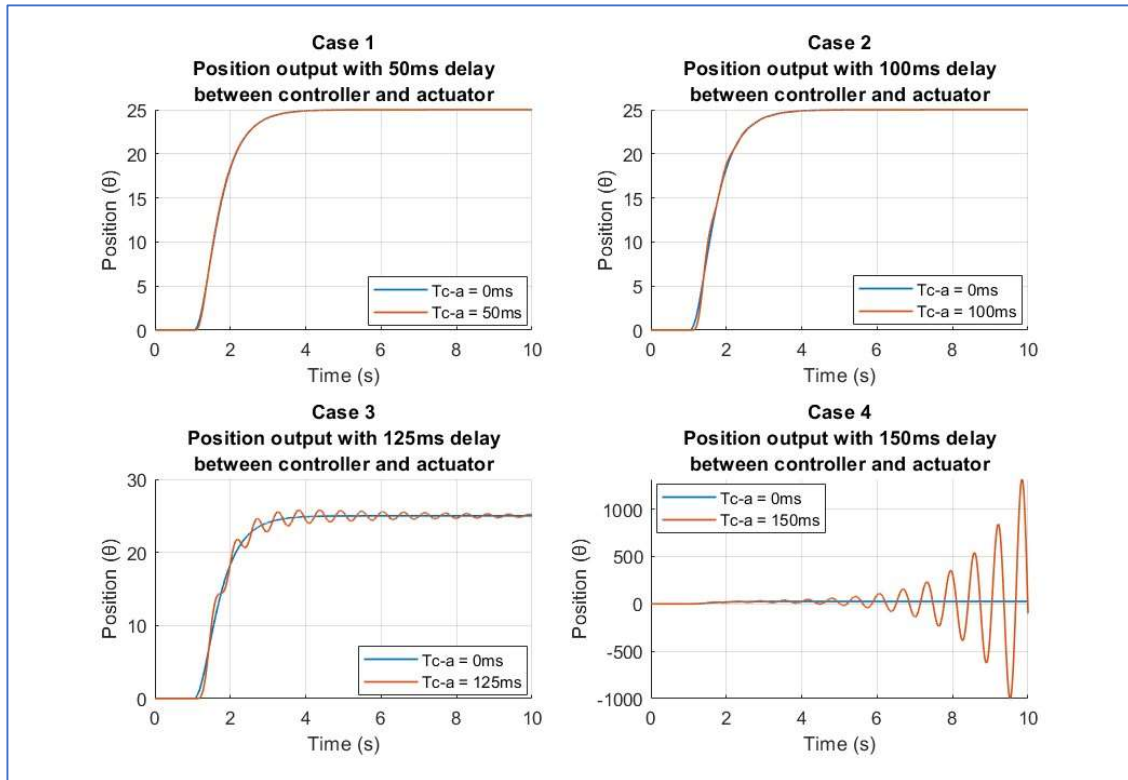 Case 1
Position output with 50ms delay
between controller and actuator
25
20
15
10
5
0
Position (θ)
Tc-a = 0ms
Tc-a = 50ms
0 2 4 6 8 10
Time (s)
Case 2
Position output with 100ms delay
between controller and actuator
25
20
15
10
5
0
Position (θ)
Tc-a = 0ms
Tc-a = 100ms
0 2 4 6 8 10
Time (s)
Case 3
Position output with 125ms delay
between controller and actuator
30
20
10
0
Position (θ)
Tc-a = 0ms
Tc-a = 125ms
0 2 4 6 8 10
Time (s)
Case 4
Position output with 150ms delay
between controller and actuator
Tc-a = 0ms
Tc-a = 150ms
1000
500
0
-500
-1000
Position (θ)
0 2 4 6 8 10
Time (s)